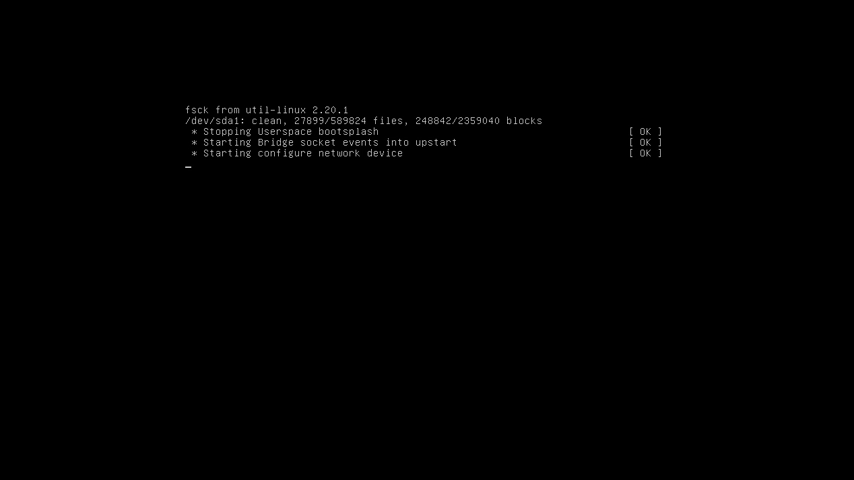 fsck from util-linux 2.20.1
/dev/sda1: clean, 27899/589824 files, 248842/2359040 blocks
* Stopping Userspace bootsplash [ OK ]
* Starting Bridge socket events into upstart [ OK ]
* Starting configure network device [ OK ]